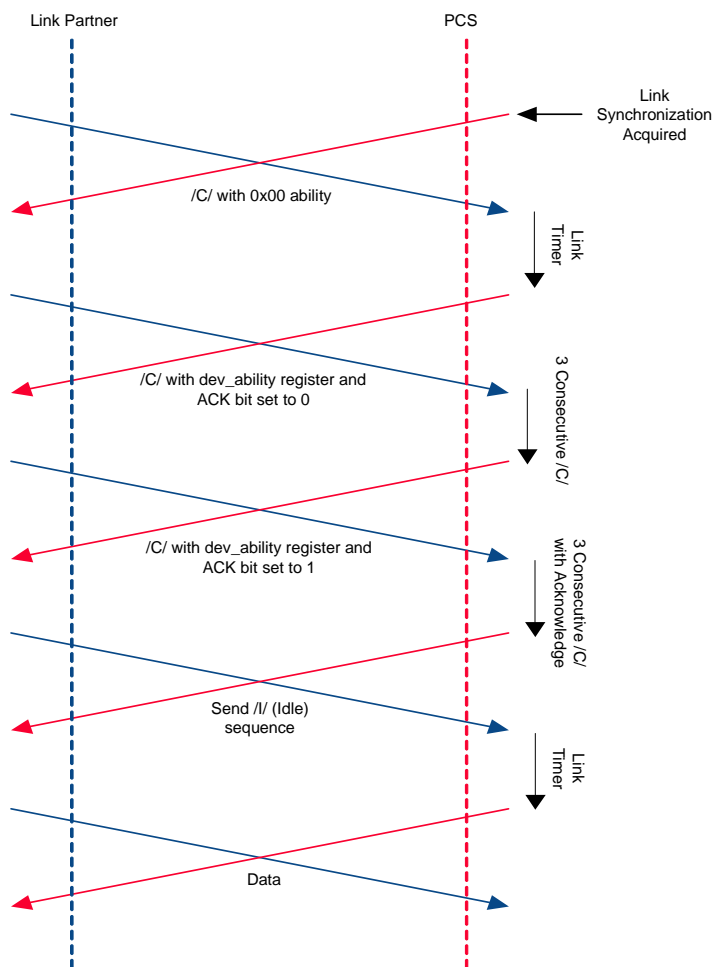 Link Partner
PCS
Link
Synchronization
Acquired
/C/ with 0x00 ability
Link
Timer
/C/ with dev_ability register and
ACK bit set to 0
3 Consecutive /C/
/C/ with dev_ability register and
ACK bit set to 1
3 Consecutive /C/
with Acknowledge
Send /I/ (Idle)
sequence
Link
Timer
Data